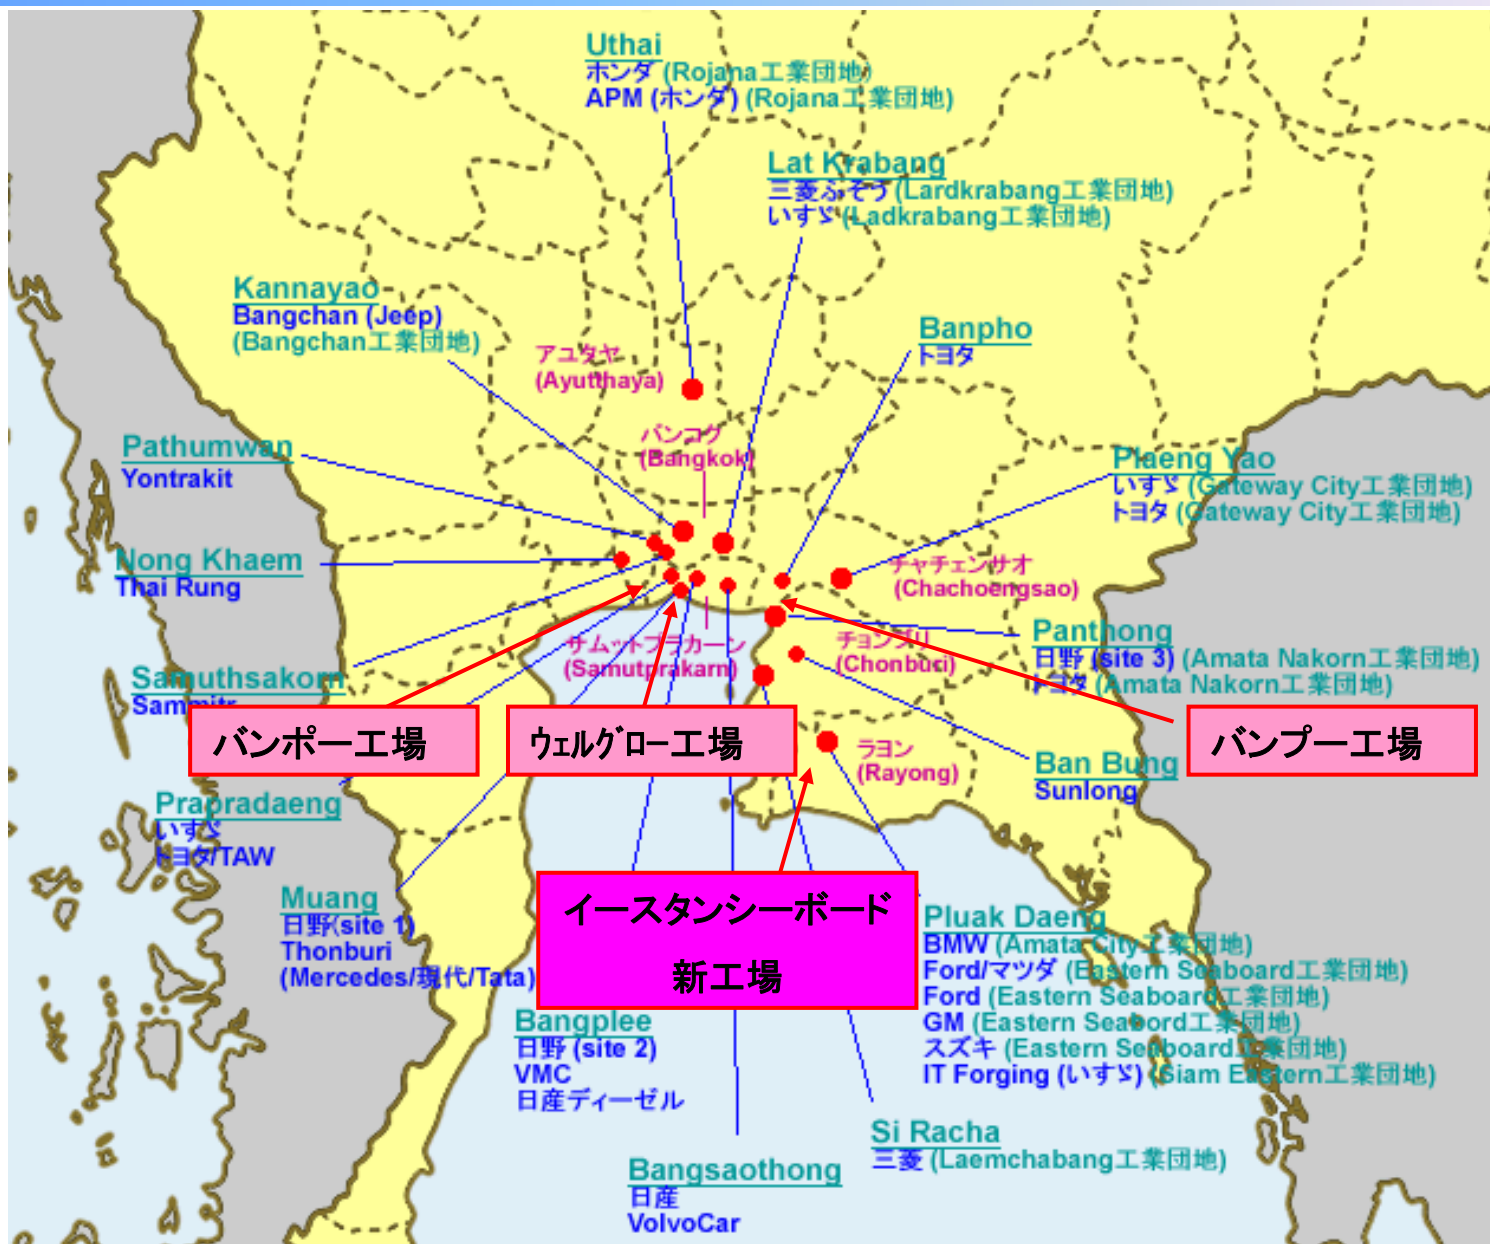 Uthai
ホンダ (Rojana工業団地)
APM (ホンダ) (Rojana工業団地)
Lat Krabang
三菱ふそう (Lardkrabang工業団地)
いすゞ (Ladkrabang工業団地)
Kannayao
Bangchan (Jeep)
(Bangchan工業団地)
アユタヤ
(Ayutthaya)
Banpho
トヨタ
バンコク
(Bangkok)
Pathumwan
Yontrakit
Plaeng Yao
いすゞ (Gateway City工業団地)
トヨタ (Gateway City工業団地)
Nong Khaem
Thai Rung
チャチェンサオ
(Chachoengsao)
サムットプラカーン
(Samutprakarn)
チョンブリ
(Chonburi)
Panthong
日野 (site 3) (Amata Nakorn工業団地)
トヨタ (Amata Nakorn工業団地)
Samuthsakorn
Sammitr
バンポー工場
ウェルグロー工場
バンプー工場
ラヨン
(Rayong)
Ban Bung
Sunlong
Prapradaeng
いすゞ
トヨタ/TAW
Muang
日野(site 1)
Thonburi
(Mercedes/現代/Tata)
イースタンシーボード
新工場
Pluak Daeng
BMW (Amata City工業団地)
Ford/マツダ (Eastern Seaboard工業団地)
Ford (Eastern Seaboard工業団地)
GM (Eastern Seabord工業団地)
スズキ (Eastern Seaboard工業団地)
IT Forging (いすゞ) (Siam Eastern工業団地)
Bangplee
日野 (site 2)
VMC
日産ディーゼル
Si Racha
三菱 (Laemchabang工業団地)
Bangsaothong
日産
VolvoCar